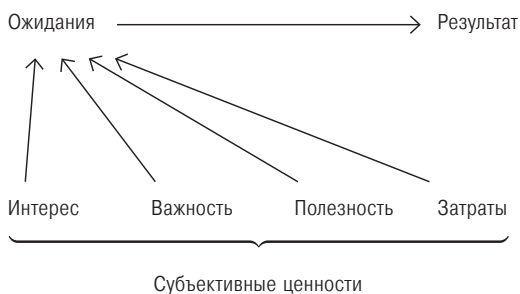 Ожидания Результат
Интерес Важность Полезность Затраты
Субъективные ценности